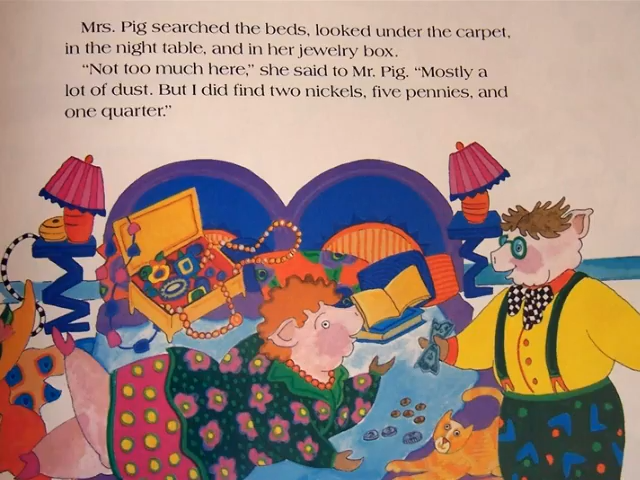 Mrs. Pig searched the beds, looked under the carpet,
in the night table, and in her jewelry box.
“Not too much here,” she said to Mr. Pig. “Mostly a
lot of dust. But I did find two nickels, five pennies, and
one quarter.”